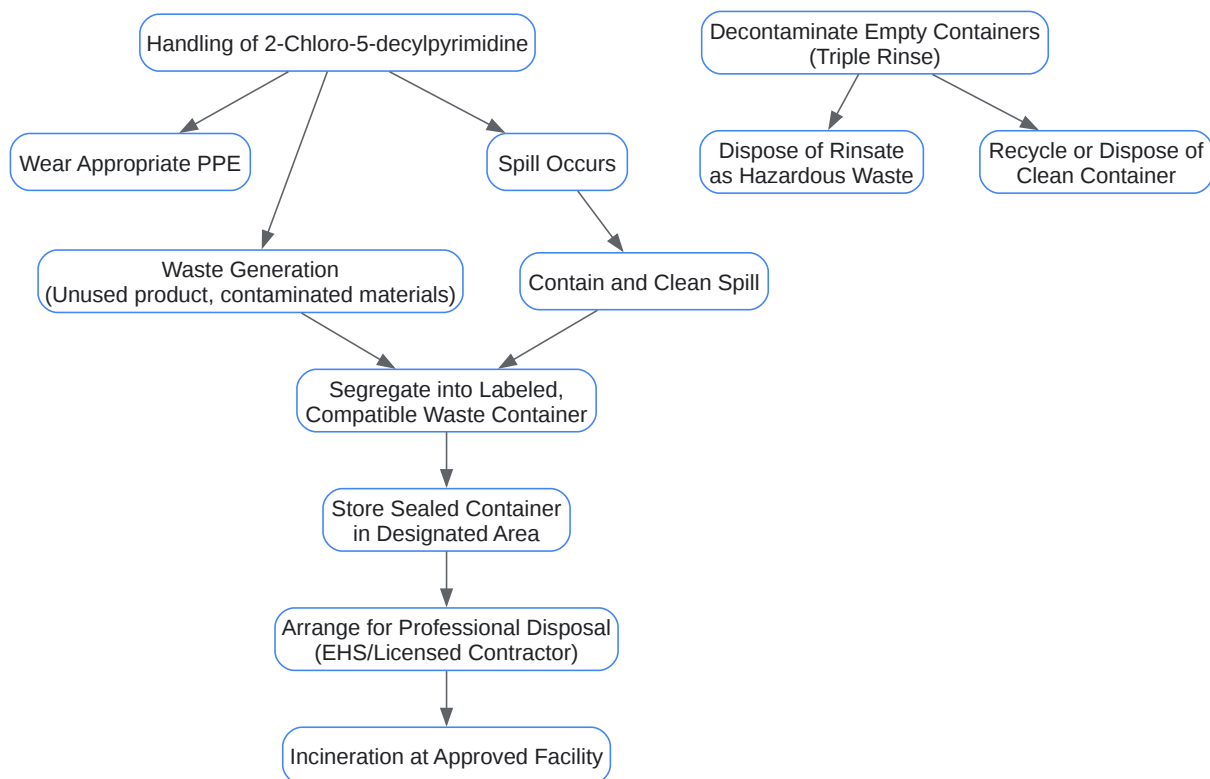 Handling of 2-Chloro-5-decylpyrimidine
Decontaminate Empty Containers
(Triple Rinse)
Wear Appropriate PPE
Spill Occurs
Dispose of Rinsate
as Hazardous Waste
Recycle or Dispose of
Clean Container
Waste Generation
(Unused product, contaminated materials)
Contain and Clean Spill
Segregate into Labeled,
Compatible Waste Container
Store Sealed Container
in Designated Area
Arrange for Professional Disposal
(EHS/Licensed Contractor)
Incineration at Approved Facility